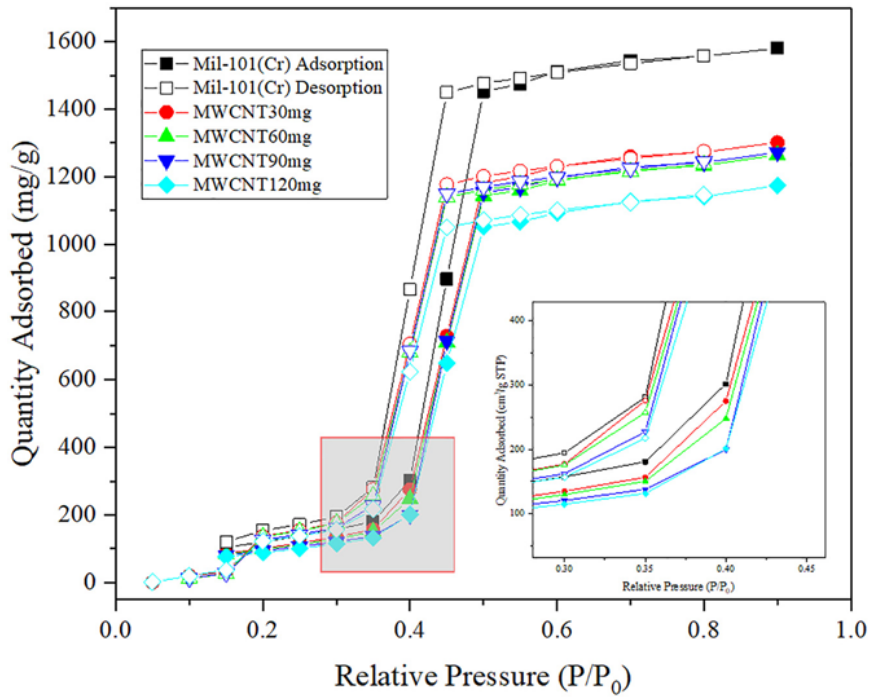 1600
1400
1200
1000
800
600
400
200
0
Quantity Adsorbed (mg/g)
Mil-101(Cr) Adsorption
Mil-101(Cr) Desorption
MWCNT30mg
MWCNT60mg
MWCNT90mg
MWCNT120mg
400
300
200
100
Quantity Adsorbed (cm³/g STP)
0.30 0.35 0.40 0.45
Relative Pressure (P/P₀)
0.0 0.2 0.4 0.6 0.8 1.0
Relative Pressure (P/P₀)